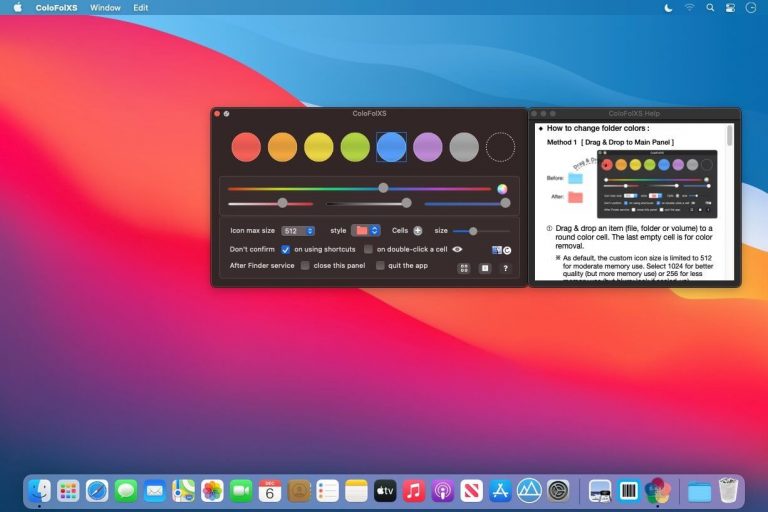 ColoFolXS Window Edit
ColoFolXS
Icon max size 512 style Cells size
Don't confirm on using shortcuts on double-click a cell
After Finder service close this panel quit the app
?
ColoFolXS Help
◆ How to change folder colors :
Method 1 [ Drag & Drop to Main Panel ]
Drag & Drop
Before:
After:
① Drag & drop an item (file, folder or volume) to a
round color cell. The last empty cell is for color
removal.
※ As default, the custom icon size is limited to 512
for moderate memory use. Select 1024 for better
quality (but more memory use) or 256 for less
DEC
6
tv